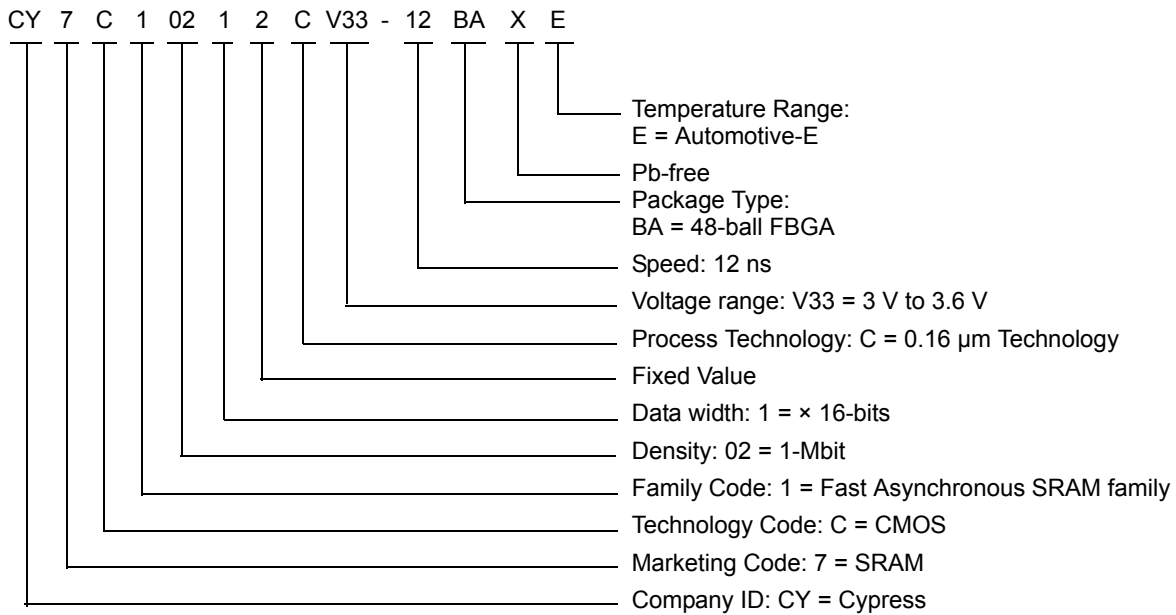 CY 7 C 1 02 1 2 C V33 - 12 BA X E
Temperature Range:
E = Automotive-E
Pb-free
Package Type:
BA = 48-ball FBGA
Speed: 12 ns
Voltage range: V33 = 3 V to 3.6 V
Process Technology: C = 0.16 µm Technology
Fixed Value
Data width: 1 = × 16-bits
Density: 02 = 1-Mbit
Family Code: 1 = Fast Asynchronous SRAM family
Technology Code: C = CMOS
Marketing Code: 7 = SRAM
Company ID: CY = Cypress